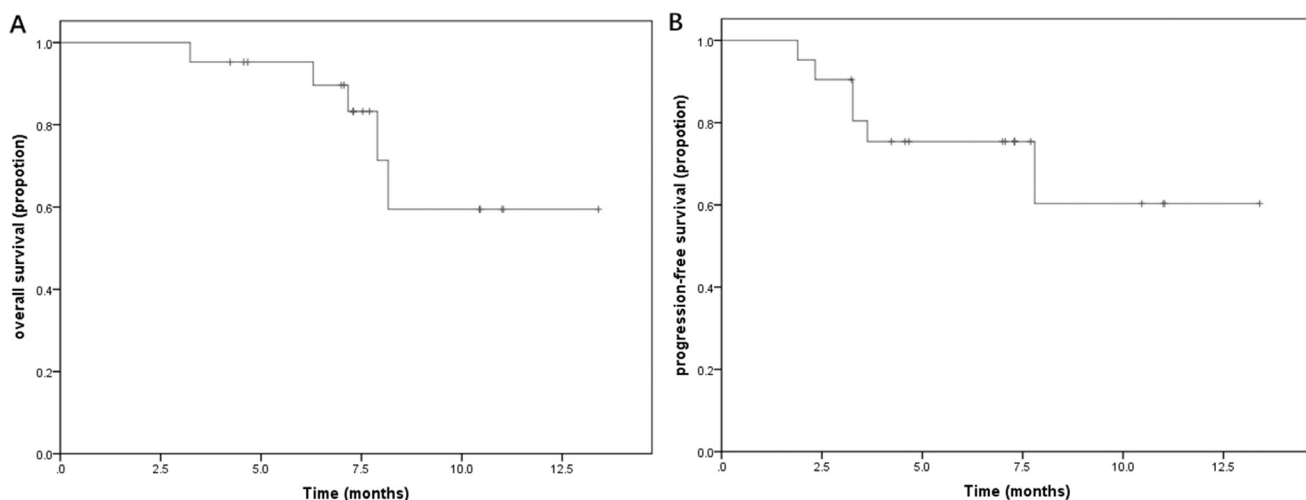 A
overall survival (propotion)
1.0
0.8
0.6
0.4
0.2
0.0
.0 2.5 5.0 7.5 10.0 12.5
Time (months)
B
progression-free survival (propotion)
1.0
0.8
0.6
0.4
0.2
0.0
.0 2.5 5.0 7.5 10.0 12.5
Time (months)